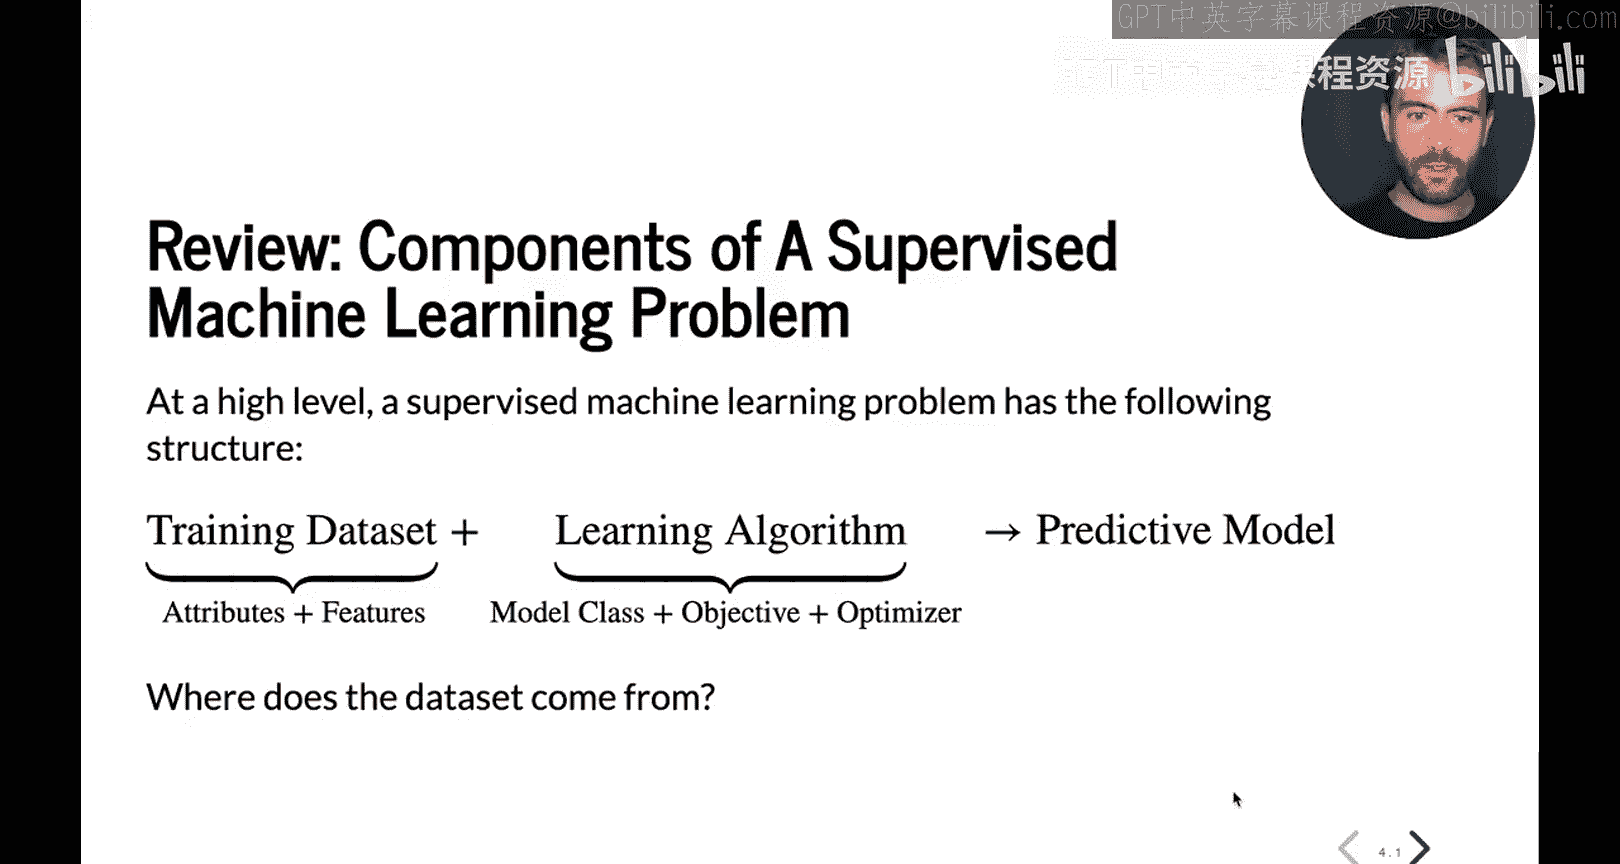 GPT中英字幕课程资源@bilibili.com
课程资源 bilibili
Review: Components of A Supervised
Machine Learning Problem
At a high level, a supervised machine learning problem has the following
structure:
Training Dataset + Learning Algorithm → Predictive Model
Attributes + Features Model Class + Objective + Optimizer
Where does the dataset come from?
4.1